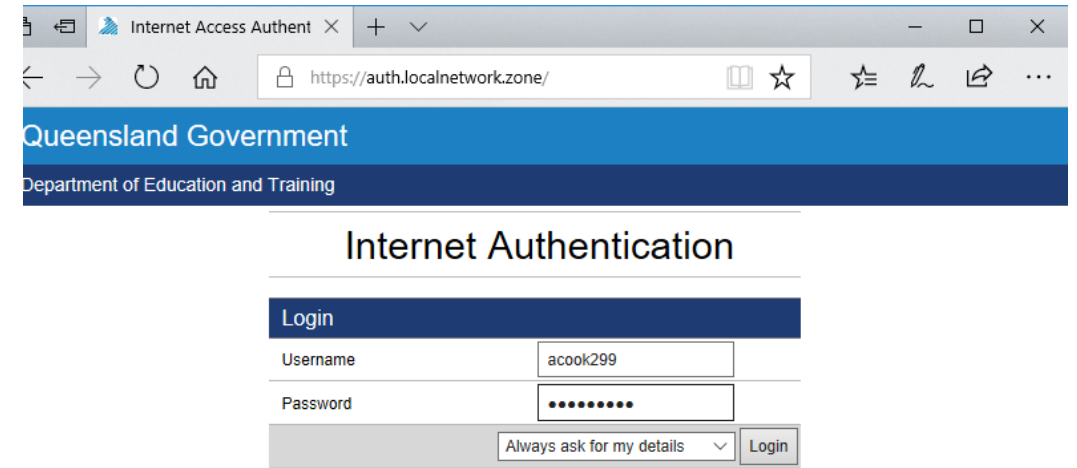 Internet Access Authent
https://auth.localnetwork.zone/
Queensland Government
Department of Education and Training
Internet Authentication
Login
Username acook299
Password •••••••••
Always ask for my details Login